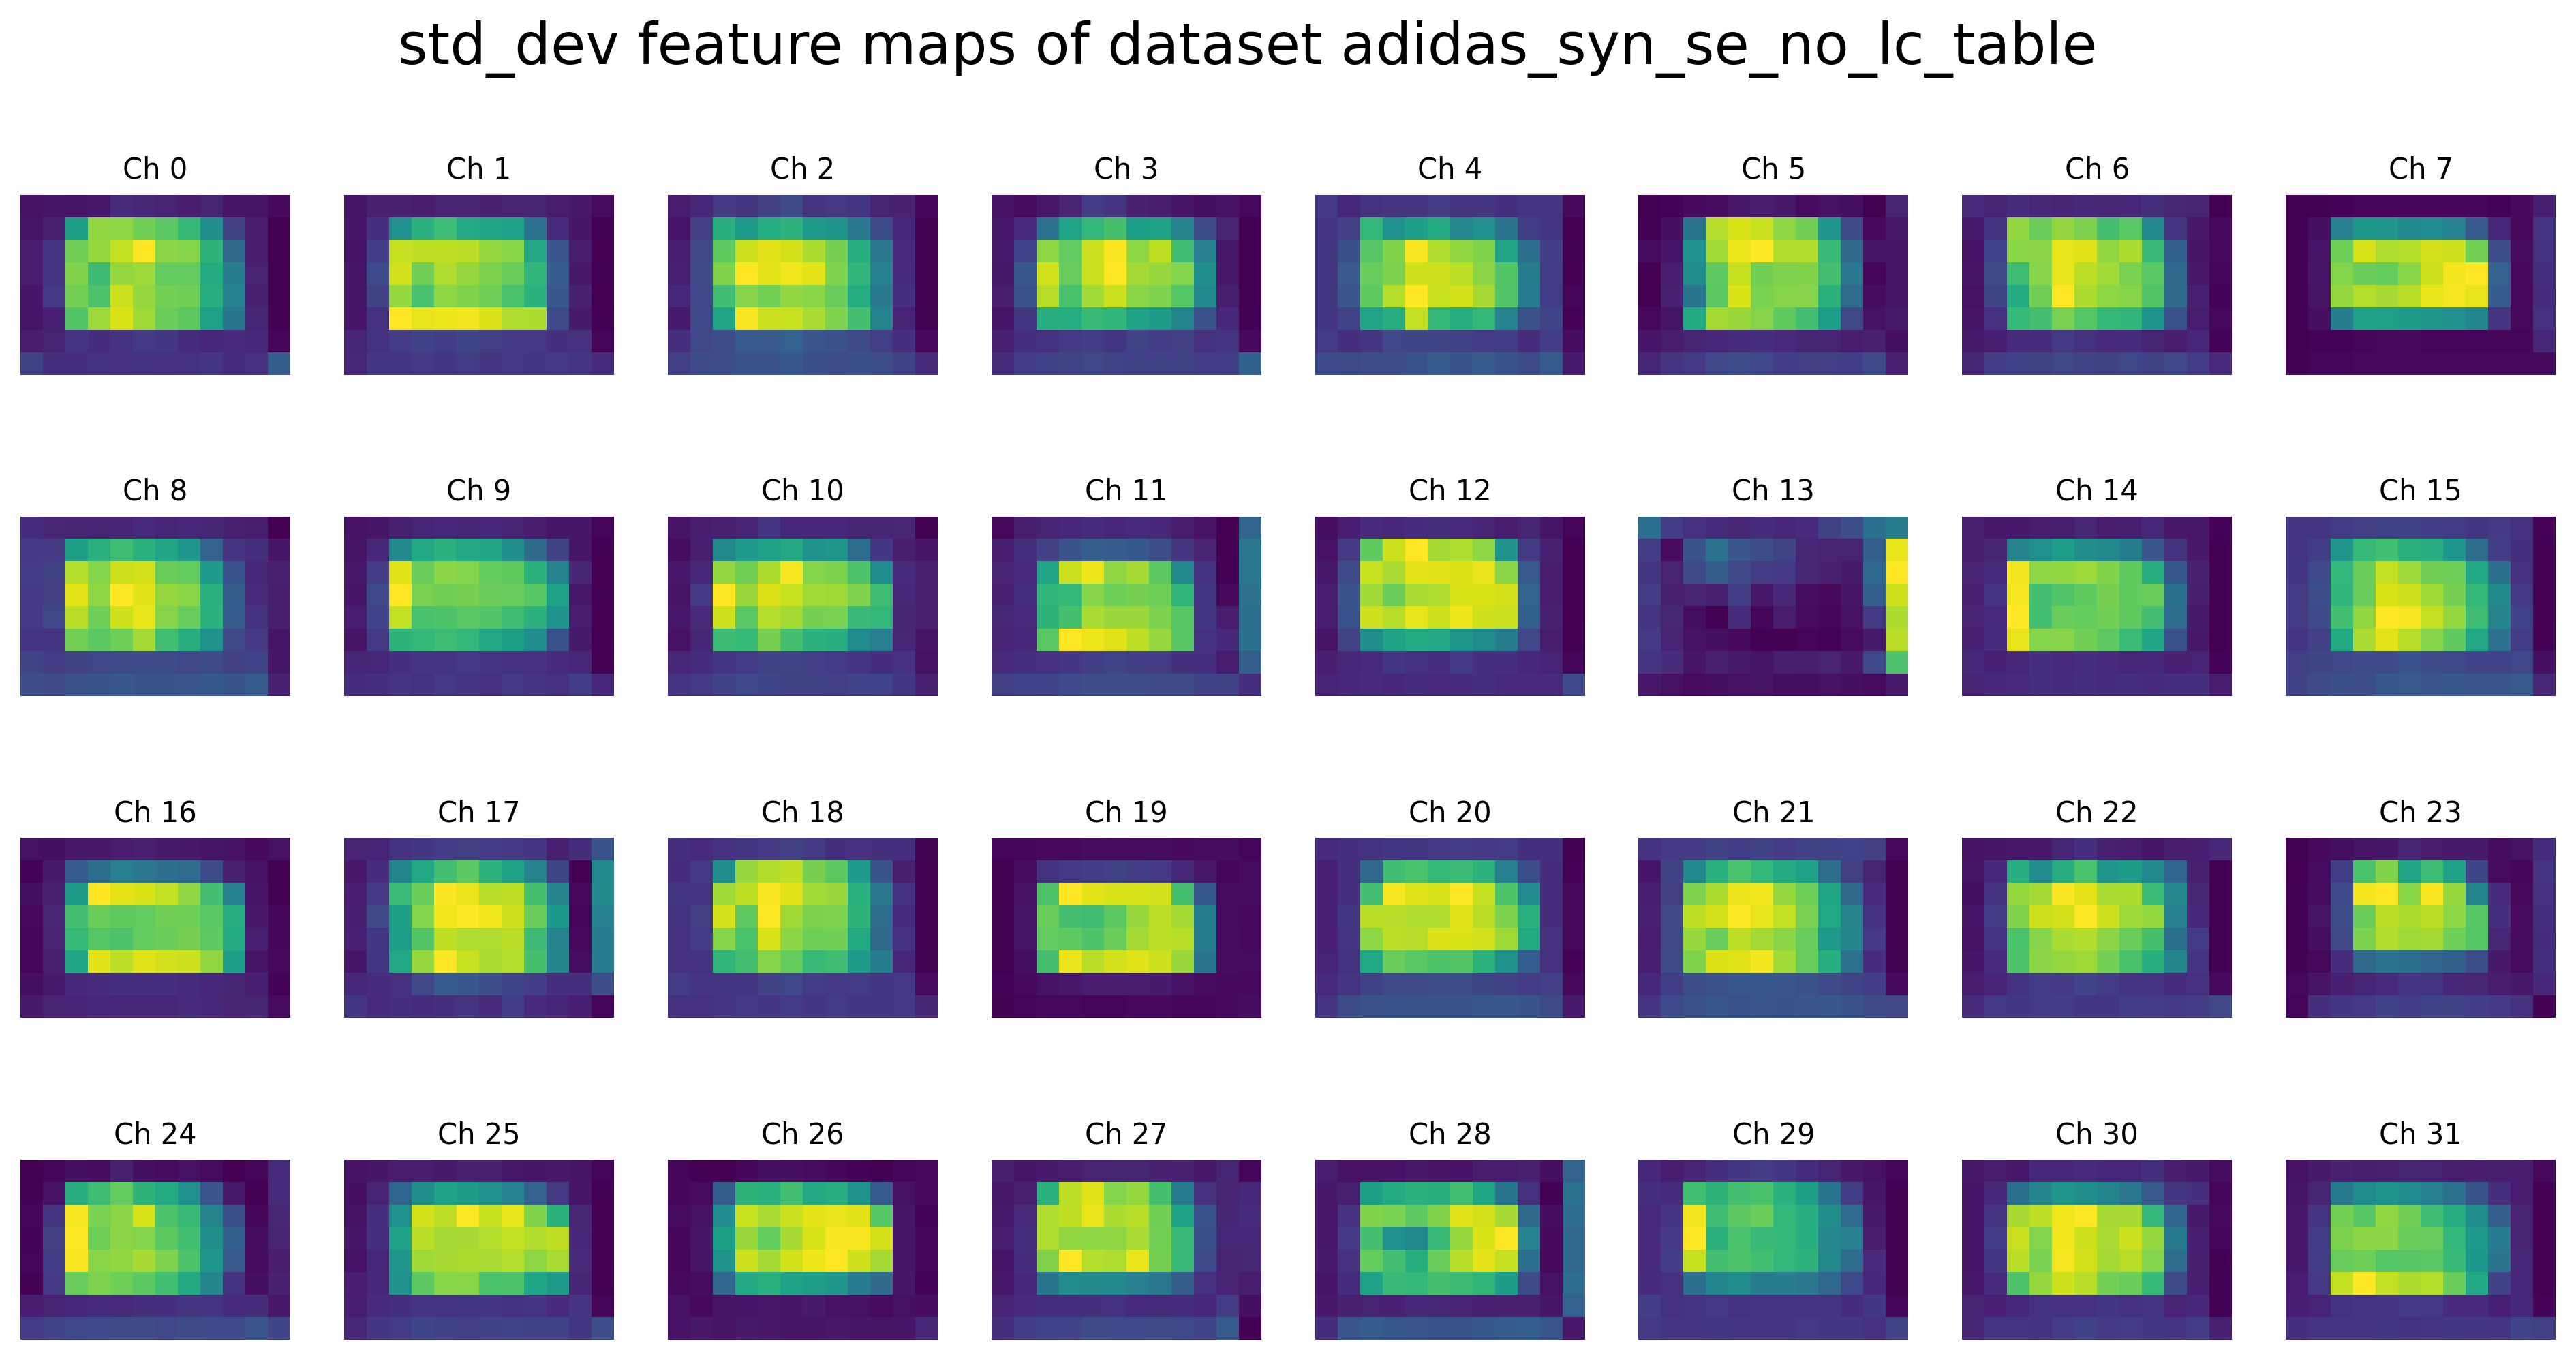 std_dev feature maps of dataset adidas_syn_se_no_lc_table
Ch 0 Ch 1 Ch 2 Ch 3 Ch 4 Ch 5 Ch 6 Ch 7
Ch 8 Ch 9 Ch 10 Ch 11 Ch 12 Ch 13 Ch 14 Ch 15
Ch 16 Ch 17 Ch 18 Ch 19 Ch 20 Ch 21 Ch 22 Ch 23
Ch 24 Ch 25 Ch 26 Ch 27 Ch 28 Ch 29 Ch 30 Ch 31